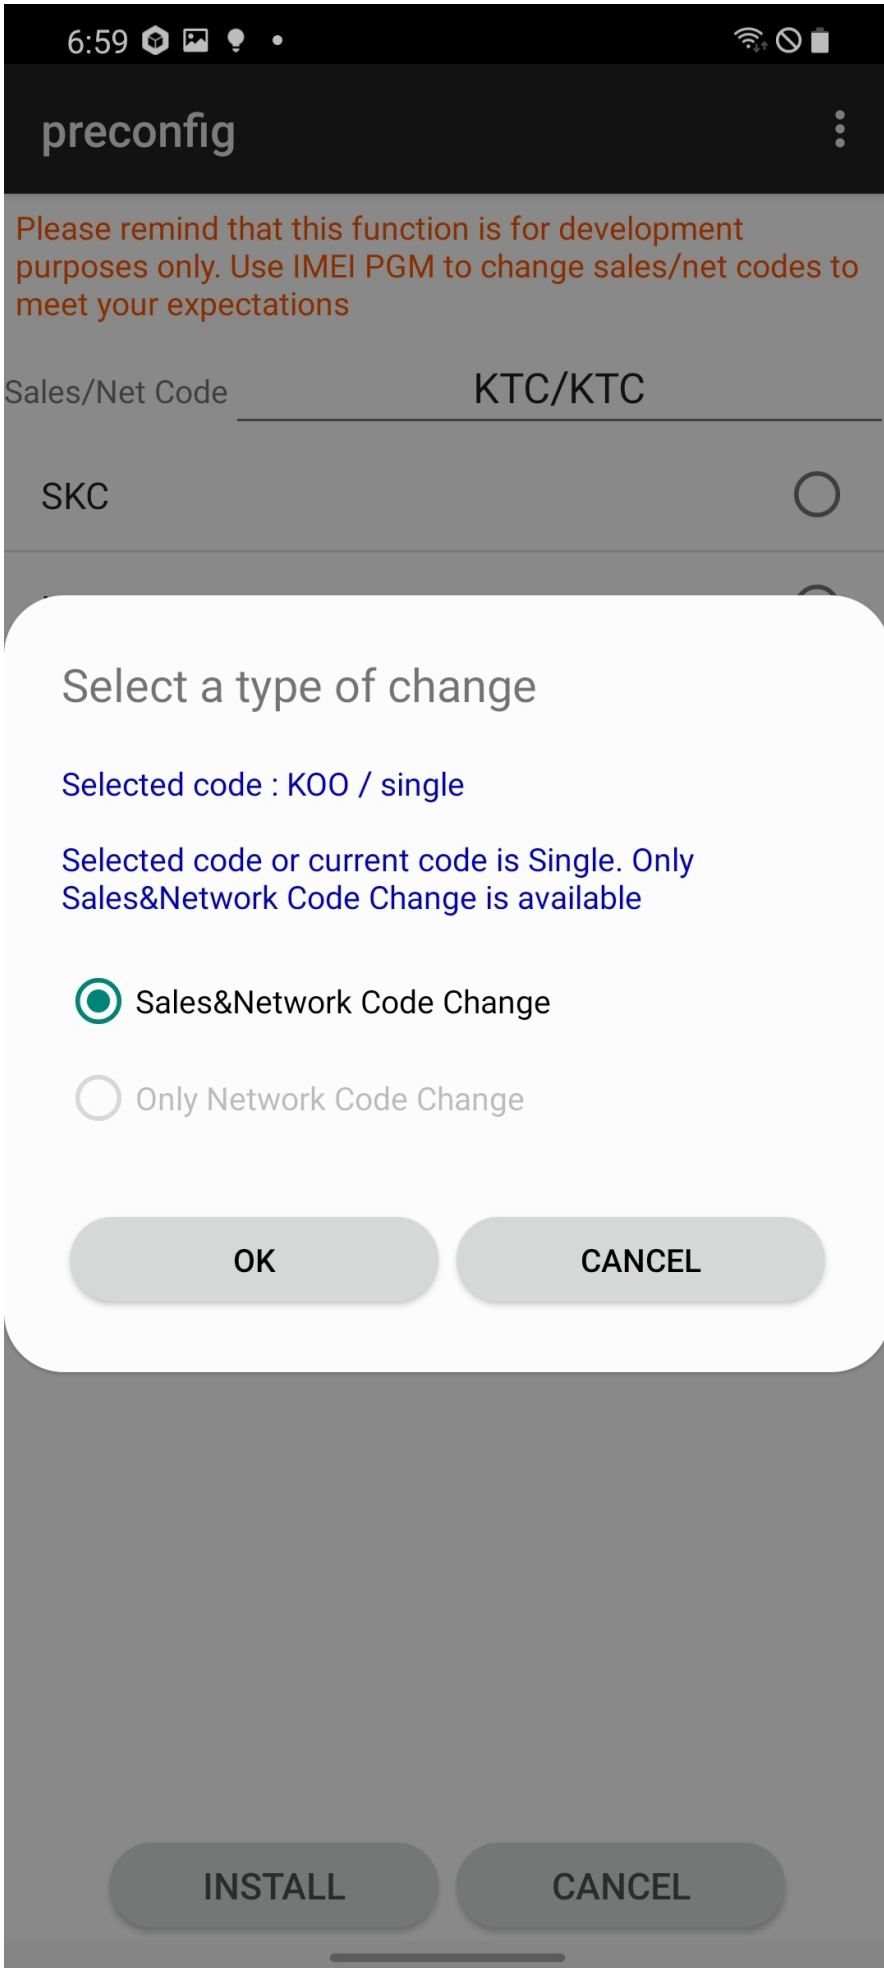 6:59
preconfig
Please remind that this function is for development
purposes only. Use IMEI PGM to change sales/net codes to
meet your expectations
Sales/Net Code KTC/KTC
SKC
Select a type of change
Selected code : KOO / single
Selected code or current code is Single. Only
Sales&Network Code Change is available
Sales&Network Code Change
Only Network Code Change
OK CANCEL
INSTALL CANCEL